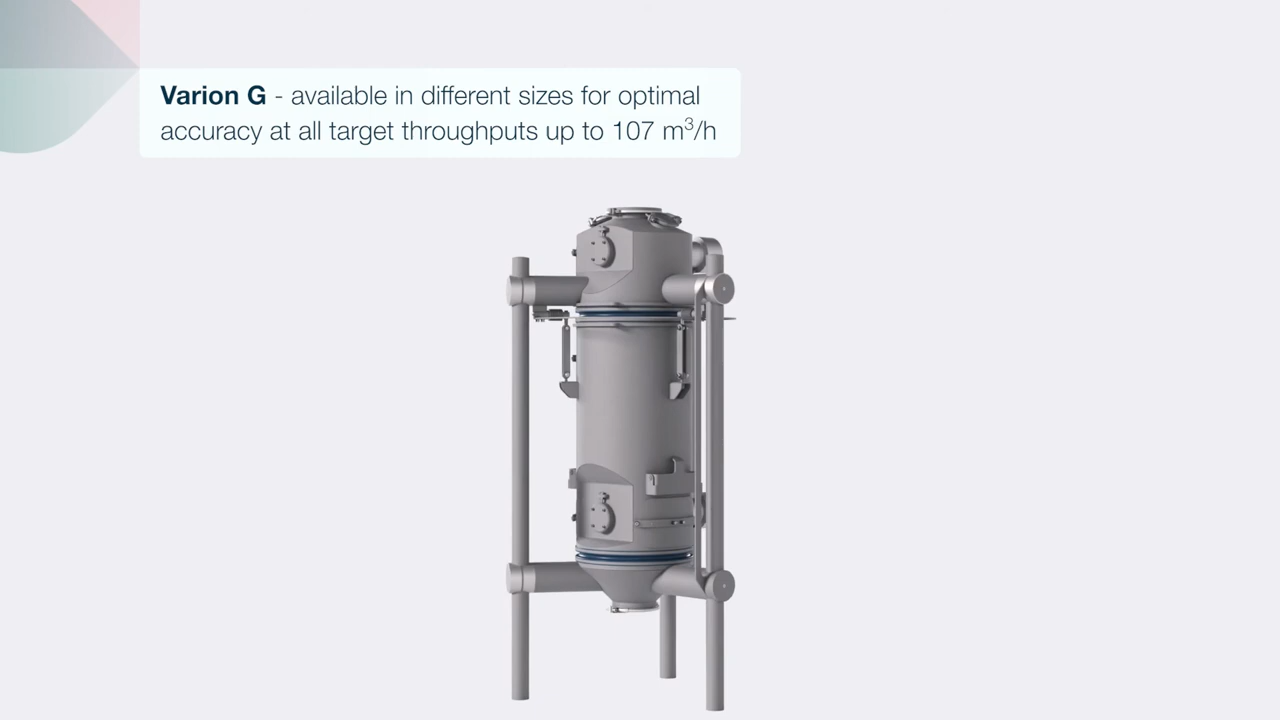 Varion G - available in different sizes for optimal
accuracy at all target throughputs up to 107 m³/h